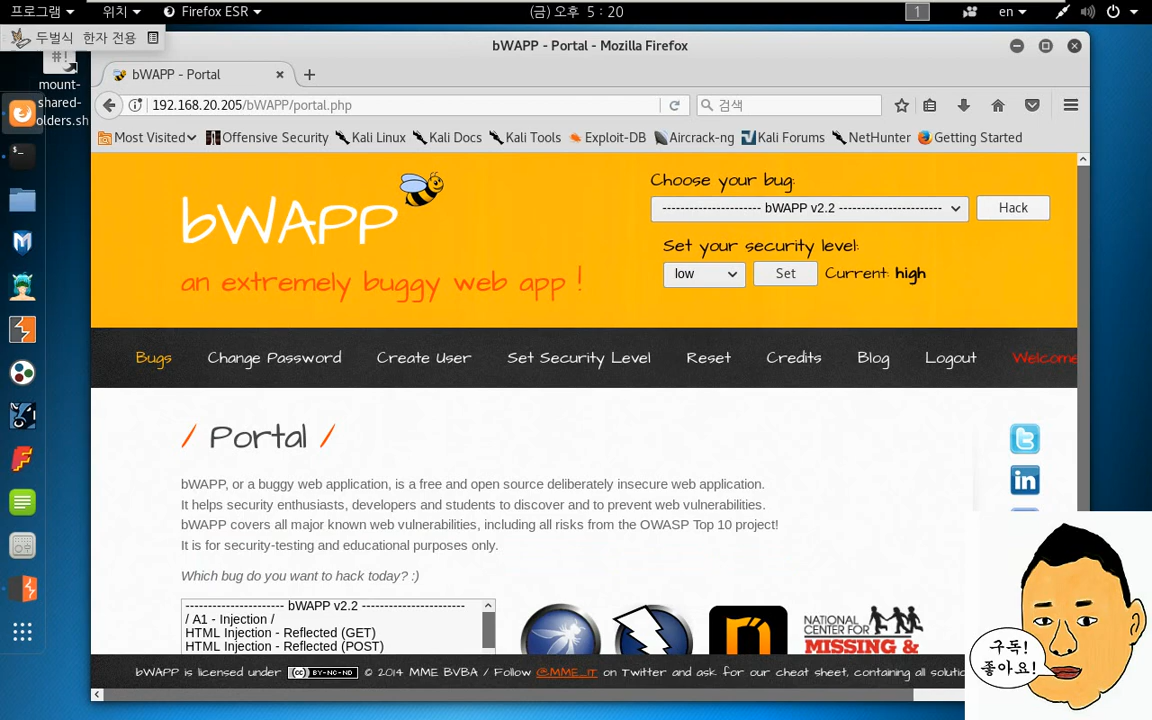 프로그램 위치 Firefox ESR (금) 오후 5 : 20 1 en
두벌식 한자 전용
#!
mount-
shared-
olders.sh
bWAPP - Portal - Mozilla Firefox
bWAPP - Portal
192.168.20.205/bWAPP/portal.php 검색
Most Visited Offensive Security Kali Linux Kali Docs Kali Tools Exploit-DB Aircrack-ng Kali Forums NetHunter Getting Started
bWAPP
an extremely buggy web app !
Choose your bug:
---------------------- bWAPP v2.2 ----------------------- Hack
Set your security level:
low Set Current: high
Bugs Change Password Create User Set Security Level Reset Credits Blog Logout Welcome
/ Portal /
bWAPP, or a buggy web application, is a free and open source deliberately insecure web application.
It helps security enthusiasts, developers and students to discover and to prevent web vulnerabilities.
bWAPP covers all major known web vulnerabilities, including all risks from the OWASP Top 10 project!
It is for security-testing and educational purposes only.
Which bug do you want to hack today? :)
---------------------- bWAPP v2.2 -----------------------
/ A1 - Injection /
HTML Injection - Reflected (GET)
HTML Injection - Reflected (POST)
NATIONAL
CENTER FOR
MISSING &
bWAPP is licensed under (cc) BY-NC-ND © 2014 MME BVBA / Follow @MME_IT on Twitter and ask for our cheat sheet, containing all solutio
구독!
좋아요!